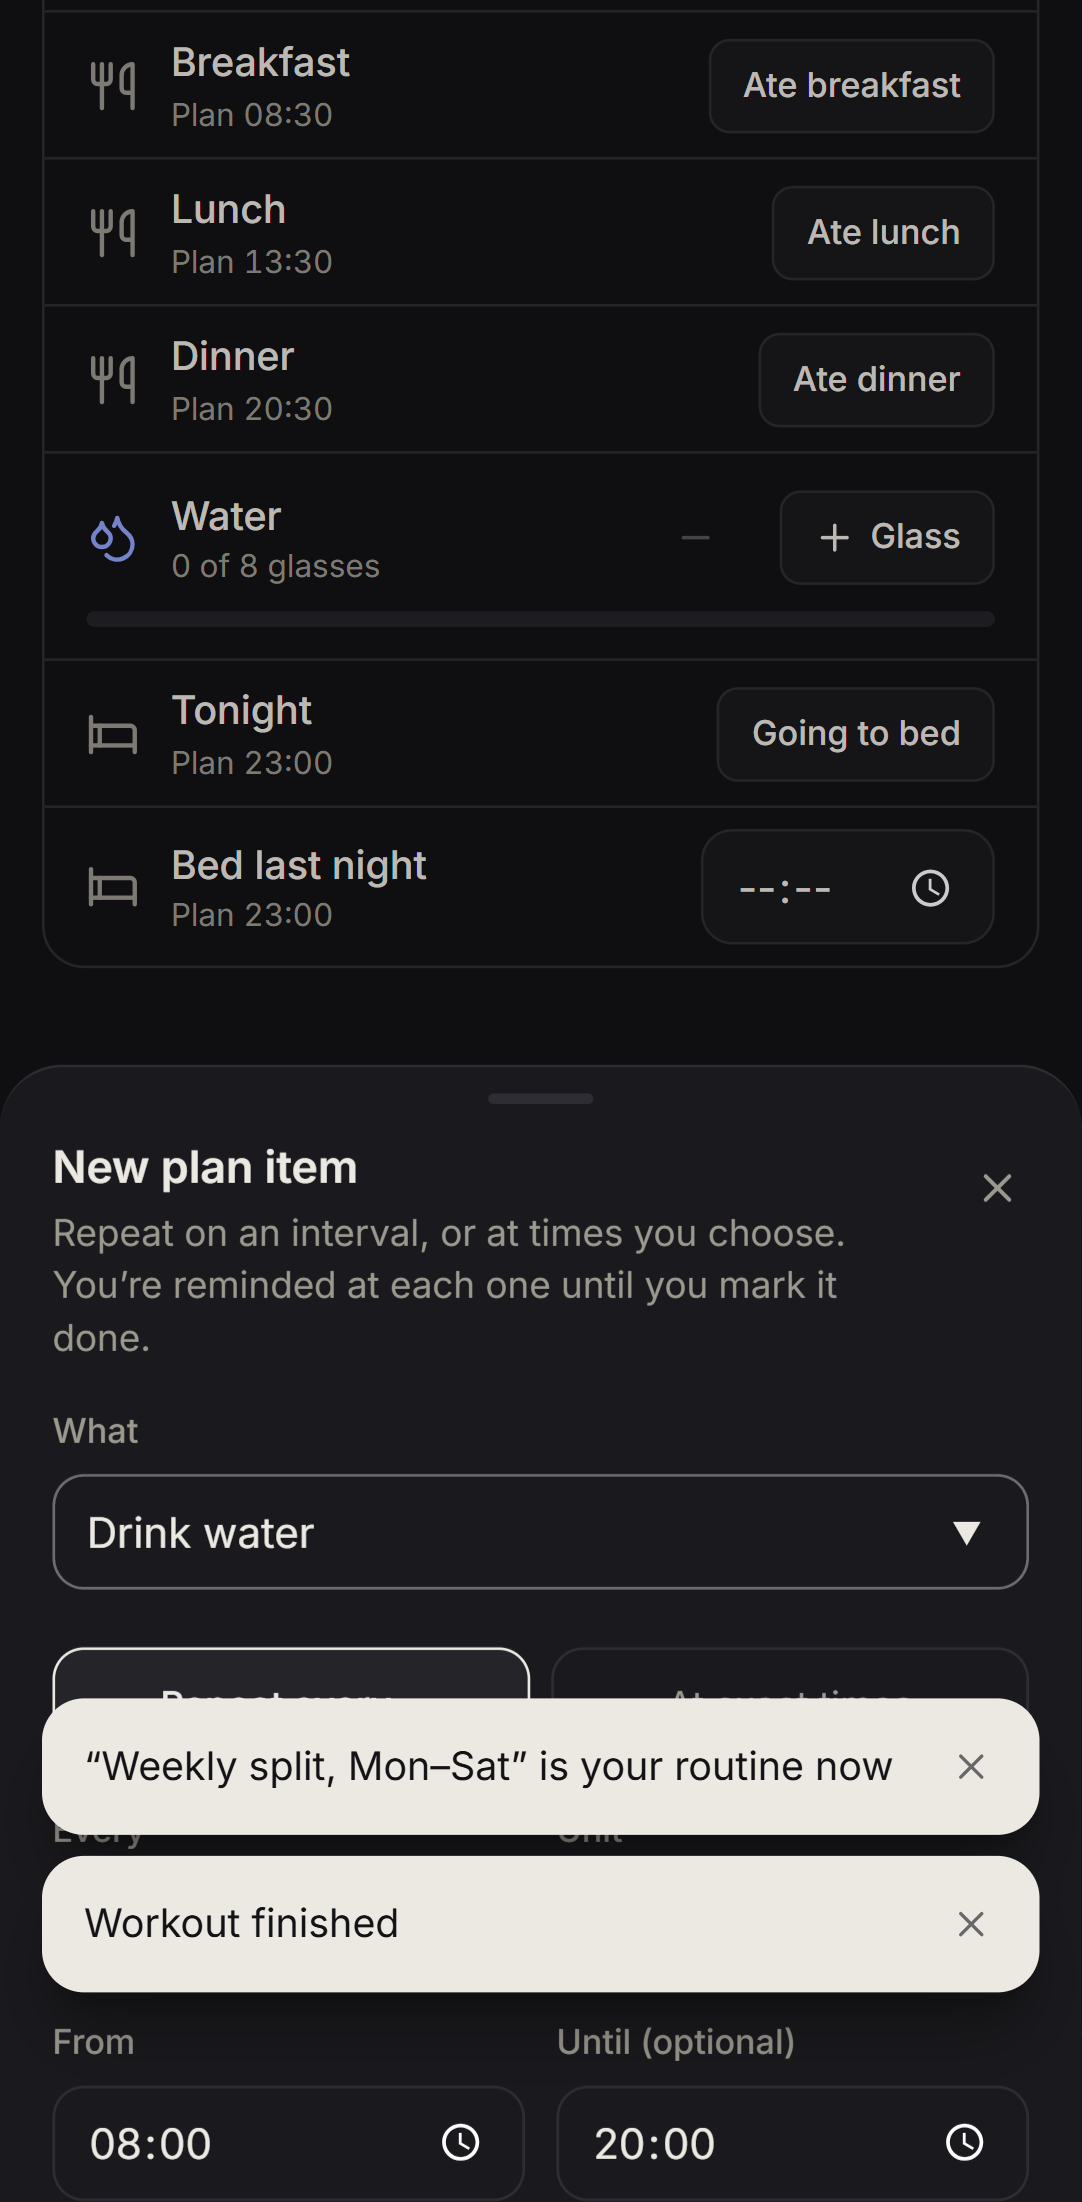 Breakfast
Plan 08:30
Ate breakfast
Lunch
Plan 13:30
Ate lunch
Dinner
Plan 20:30
Ate dinner
Water
0 of 8 glasses
Glass
Tonight
Plan 23:00
Going to bed
Bed last night
Plan 23:00
--:--
New plan item
Repeat on an interval, or at times you choose.
You’re reminded at each one until you mark it
done.
What
Drink water
“Weekly split, Mon–Sat” is your routine now
Every
Unit
Workout finished
From
Until (optional)
08:00
20:00